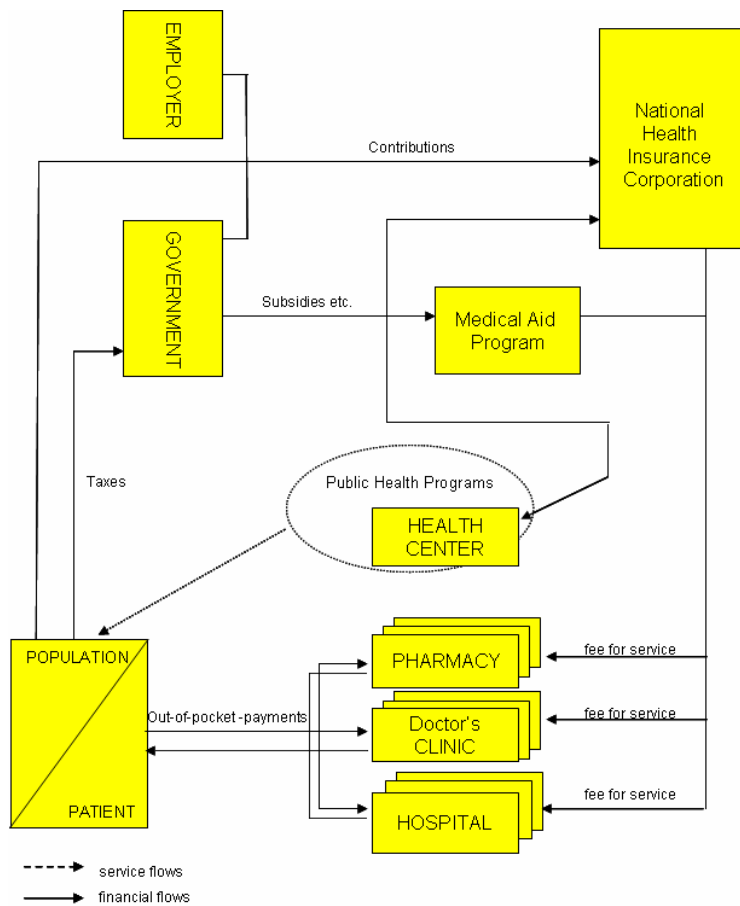 EMPLOYER
National
Health
Insurance
Corporation
Contributions
GOVERNMENT
Subsidies etc.
Medical Aid
Program
Taxes
Public Health Programs
HEALTH
CENTER
POPULATION
PATIENT
PHARMACY
fee for service
Out-of-pocket -payments
Doctor's
CLINIC
fee for service
HOSPITAL
fee for service
service flows
financial flows